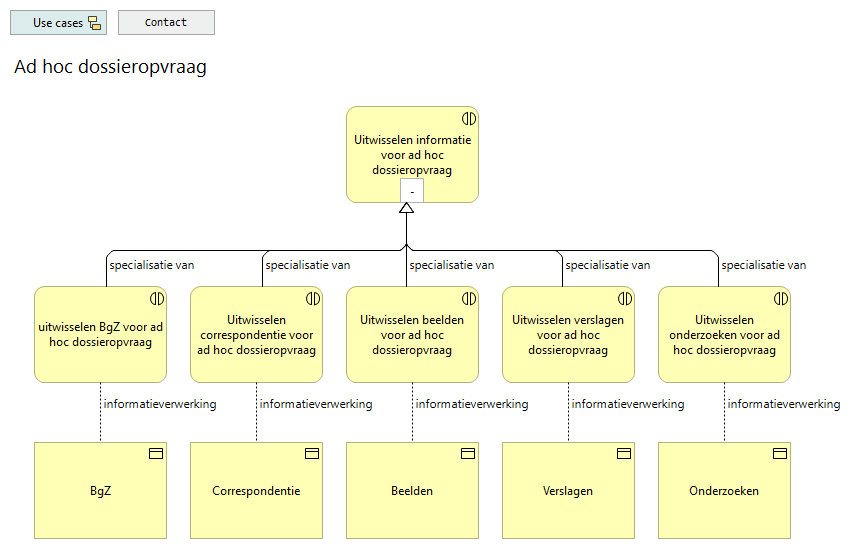 Use cases
Contact
Ad hoc dossieropvraag
Uitwisselen informatie
voor ad hoc
dossieropvraag
-
specialisatie van
specialisatie van
specialisatie van
specialisatie van
specialisatie van
uitwisselen BgZ voor ad
hoc dossieropvraag
Uitwisselen
correspondentie voor
ad hoc dossieropvraag
Uitwisselen beelden
voor ad hoc
dossieropvraag
Uitwisselen verslagen
voor ad hoc
dossieropvraag
Uitwisselen
onderzoeken voor ad
hoc dossieropvraag
informatieverwerking
informatieverwerking
informatieverwerking
informatieverwerking
informatieverwerking
BgZ
Correspondentie
Beelden
Verslagen
Onderzoeken